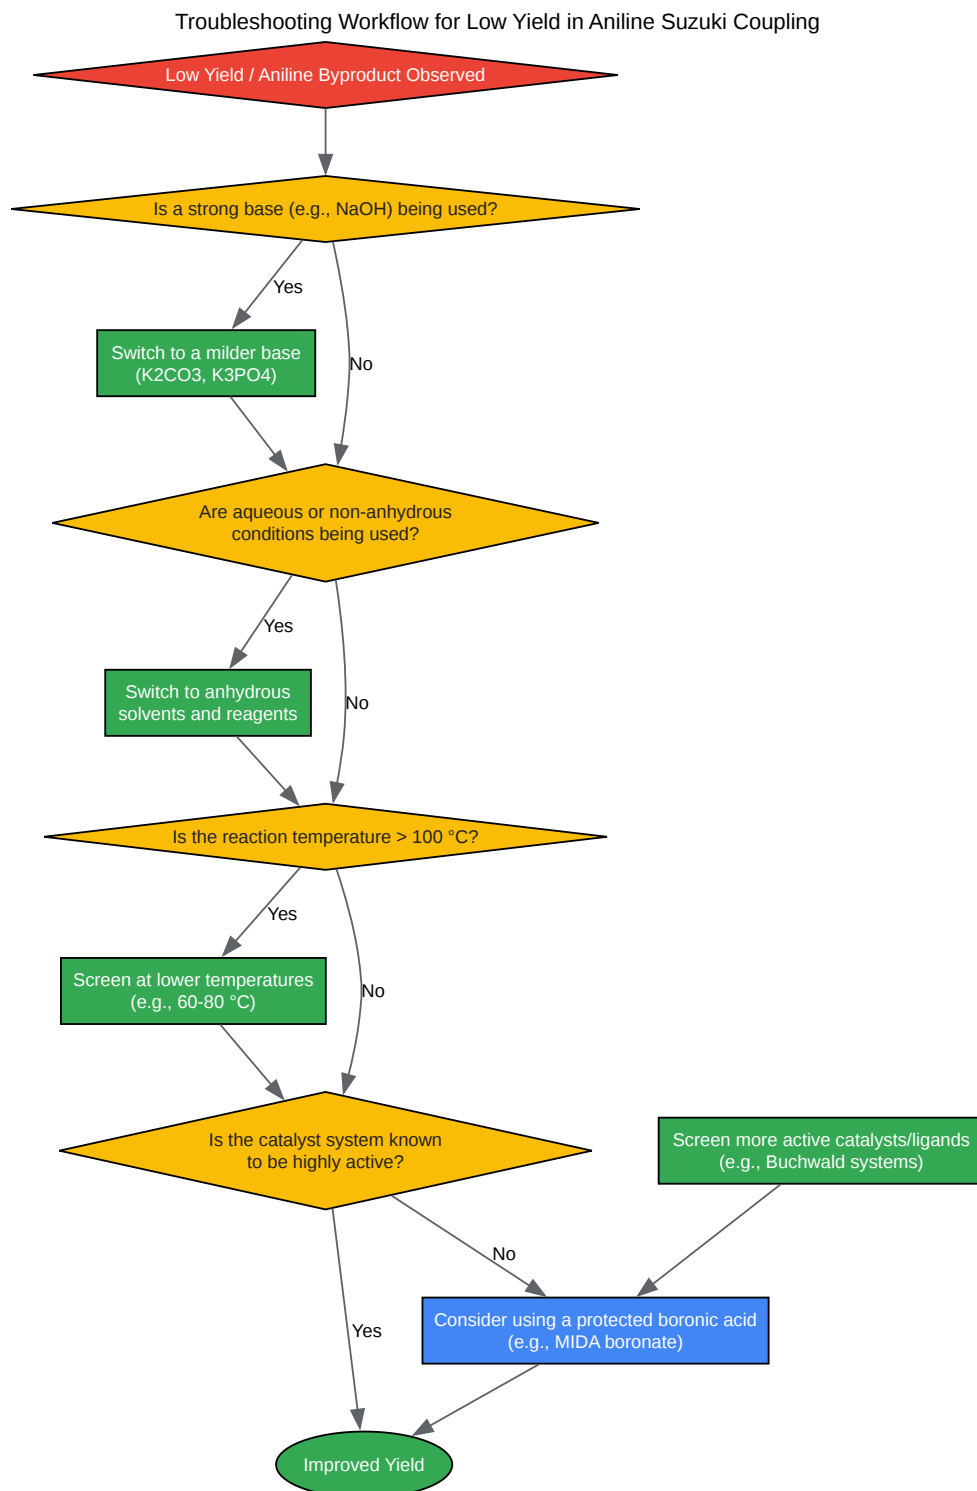 Troubleshooting Workflow for Low Yield in Aniline Suzuki Coupling
Low Yield / Aniline Byproduct Observed
Is a strong base (e.g., NaOH) being used?
Yes
Switch to a milder base
(K2CO3, K3PO4)
No
Are aqueous or non-anhydrous
conditions being used?
Yes
Switch to anhydrous
solvents and reagents
No
Is the reaction temperature > 100 °C?
Yes
Screen at lower temperatures
(e.g., 60-80 °C)
No
Is the catalyst system known
to be highly active?
Screen more active catalysts/ligands
(e.g., Buchwald systems)
No
Yes
Consider using a protected boronic acid
(e.g., MIDA boronate)
Improved Yield